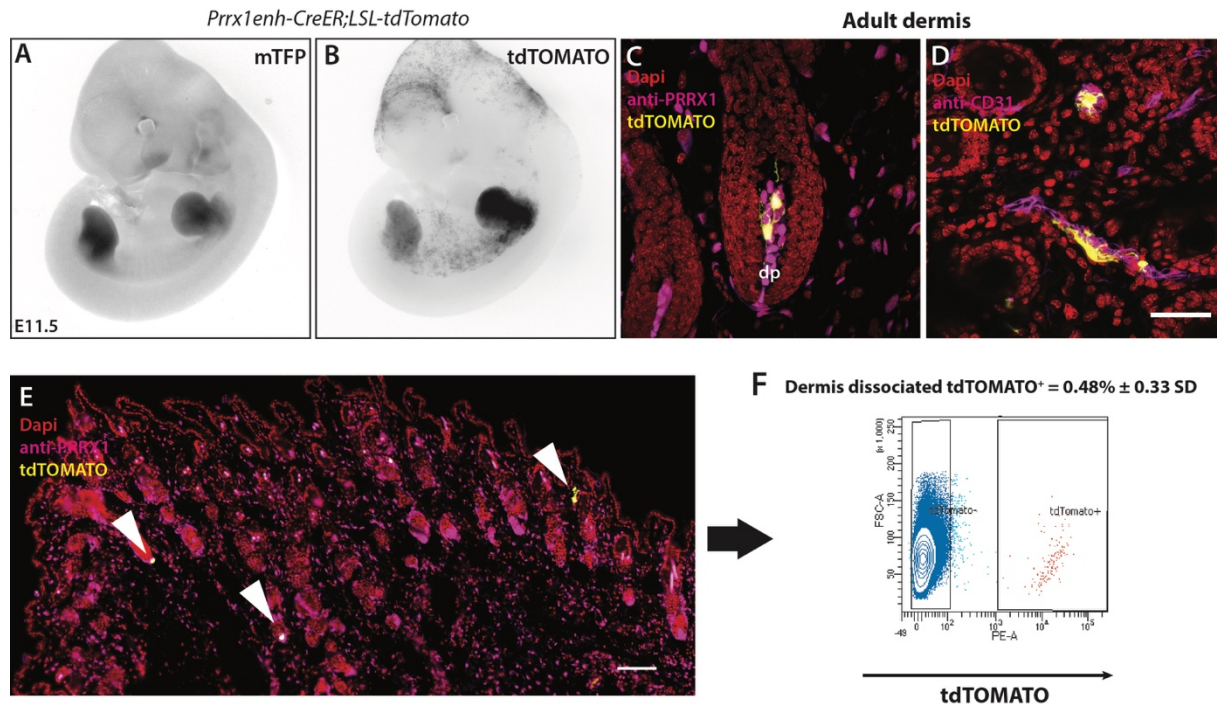 Prrx1enh-CreER;LSL-tdTomato
Adult dermis
A
mTFP
E11.5
B
tdTOMATO
C
Dapi
anti-PRRX1
tdTOMATO
dp
D
Dapi
anti-CD31
tdTOMATO
E
Dapi
anti-PRRX1
tdTOMATO
F
Dermis dissociated tdTOMATO⁺ = 0.48% ± 0.33 SD
(x 1,000)
FSC-A
250
200
150
100
50
tdTomato-
tdTomato+
-43 0 10² 10³ 10⁴ 10⁵
PE-A
tdTOMATO